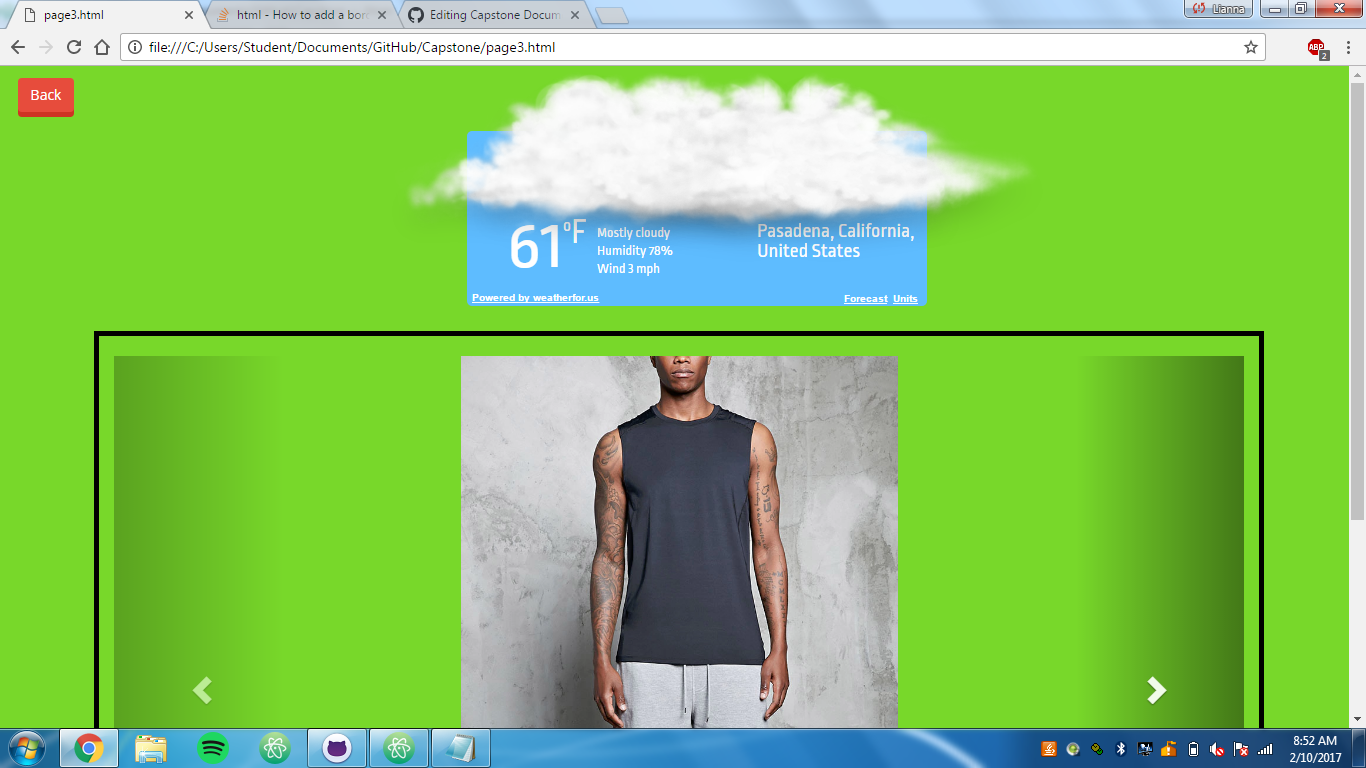 page3.html
html - How to add a bor
Editing Capstone Docum
Lianna
file:///C:/Users/Student/Documents/GitHub/Capstone/page3.html
ABP
2
Back
61°F
Mostly cloudy
Humidity 78%
Wind 3 mph
Pasadena, California,
United States
Powered by weatherfor.us
Forecast Units
8:52 AM
2/10/2017